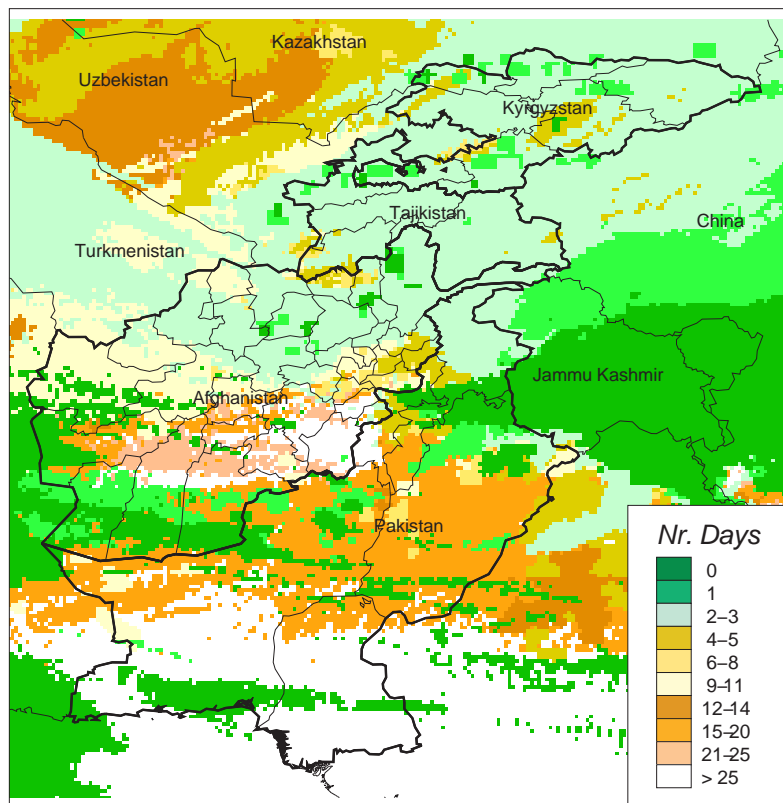 Kazakhstan
Uzbekistan
Kyrgyzstan
Tajikistan
China
Turkmenistan
Jammu Kashmir
Afghanistan
Pakistan
Nr. Days
0
1
2–3
4–5
6–8
9–11
12–14
15–20
21–25
> 25